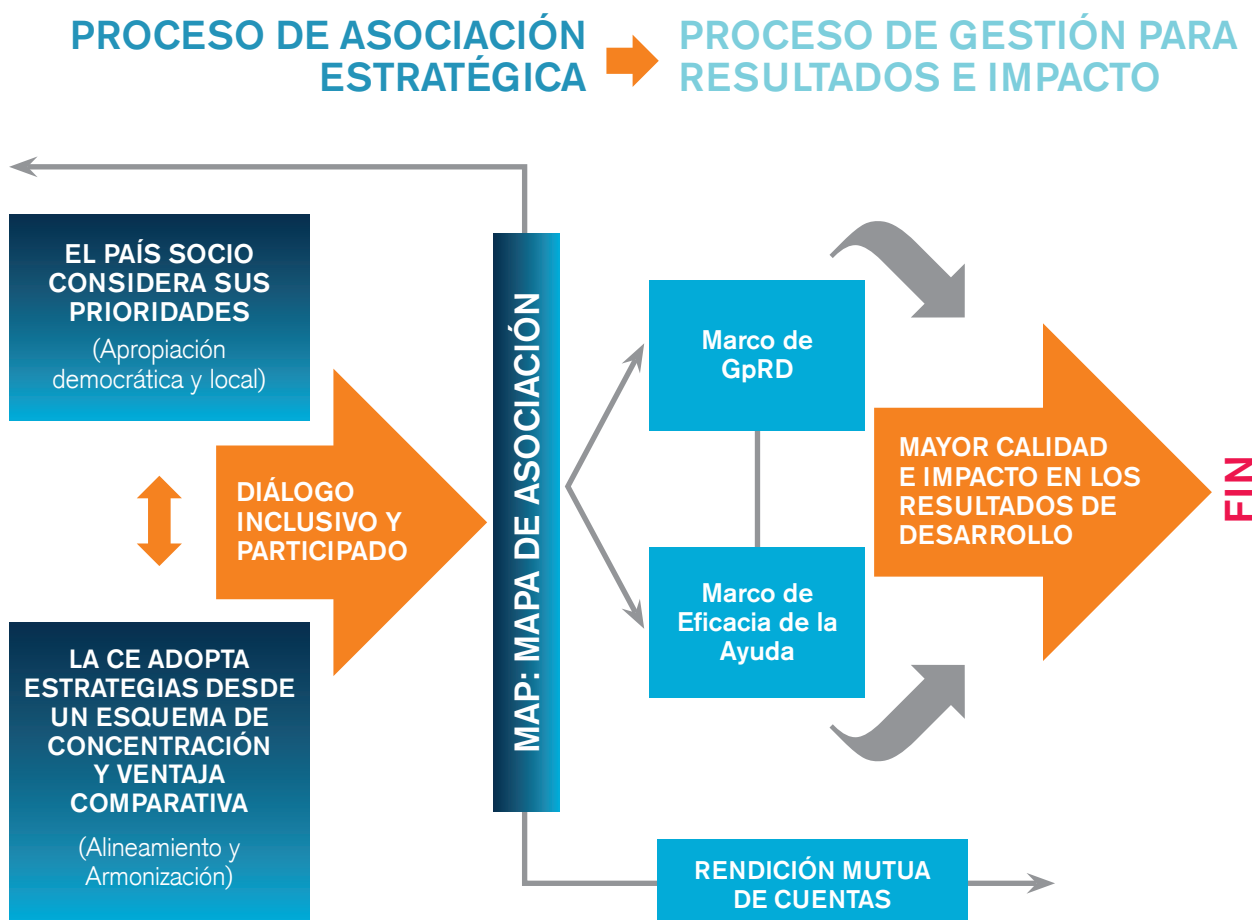 PROCESO DE ASOCIACIÓN
ESTRATÉGICA
PROCESO DE GESTIÓN PARA
RESULTADOS E IMPACTO
EL PAÍS SOCIO
CONSIDERA SUS
PRIORIDADES
(Apropiación
democrática y local)
DIÁLOGO
INCLUSIVO Y
PARTICIPADO
LA CE ADOPTA
ESTRATEGIAS DESDE
UN ESQUEMA DE
CONCENTRACIÓN
Y VENTAJA
COMPARATIVA
(Alineamiento y
Armonización)
MAP: MAPA DE ASOCIACIÓN
Marco de
GpRD
Marco de
Eficacia de la
Ayuda
MAYOR CALIDAD
E IMPACTO EN LOS
RESULTADOS DE
DESARROLLO
FIN
RENDICIÓN MUTUA
DE CUENTAS